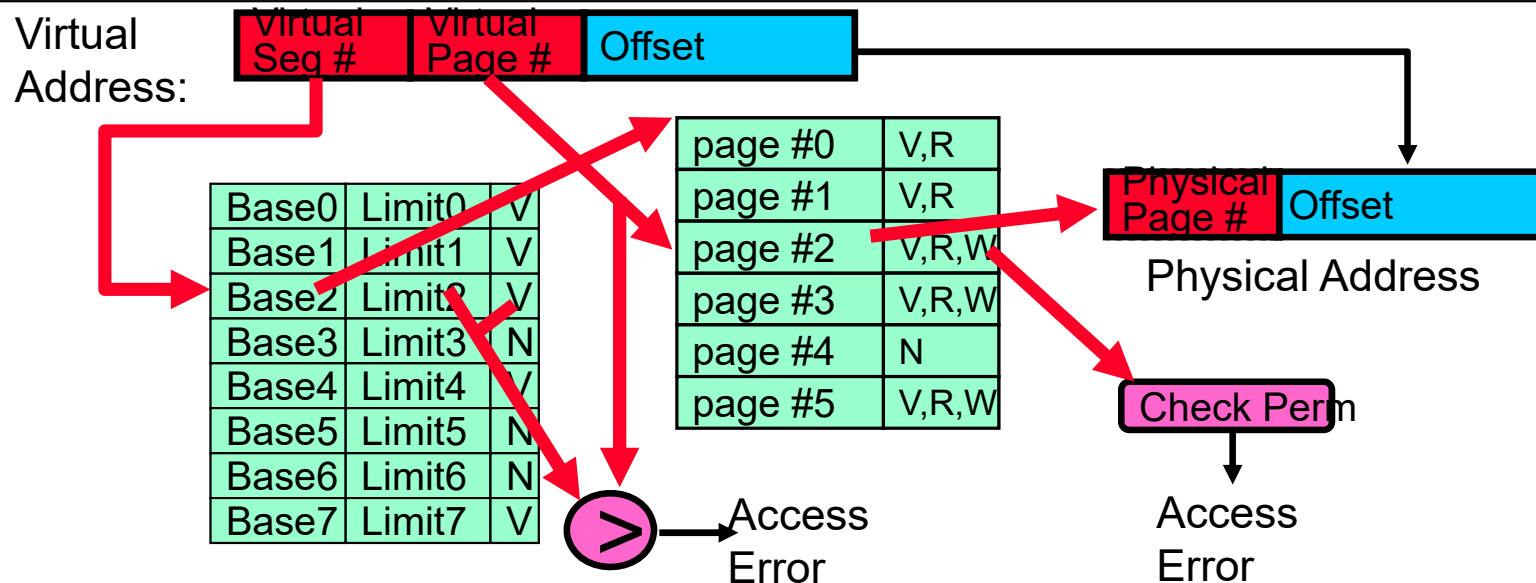 Virtual
Address:
Virtual
Seg #
Virtual
Page #
Offset
page #0 V,R
page #1 V,R
page #2 V,R,W
page #3 V,R,W
page #4 N
page #5 V,R,W
Physical
Page #
Offset
Physical Address
Base0 Limit0 V
Base1 Limit1 V
Base2 Limit2 V
Base3 Limit3 N
Base4 Limit4 V
Base5 Limit5 N
Base6 Limit6 N
Base7 Limit7 V
>
Access
Error
Check Perm
Access
Error